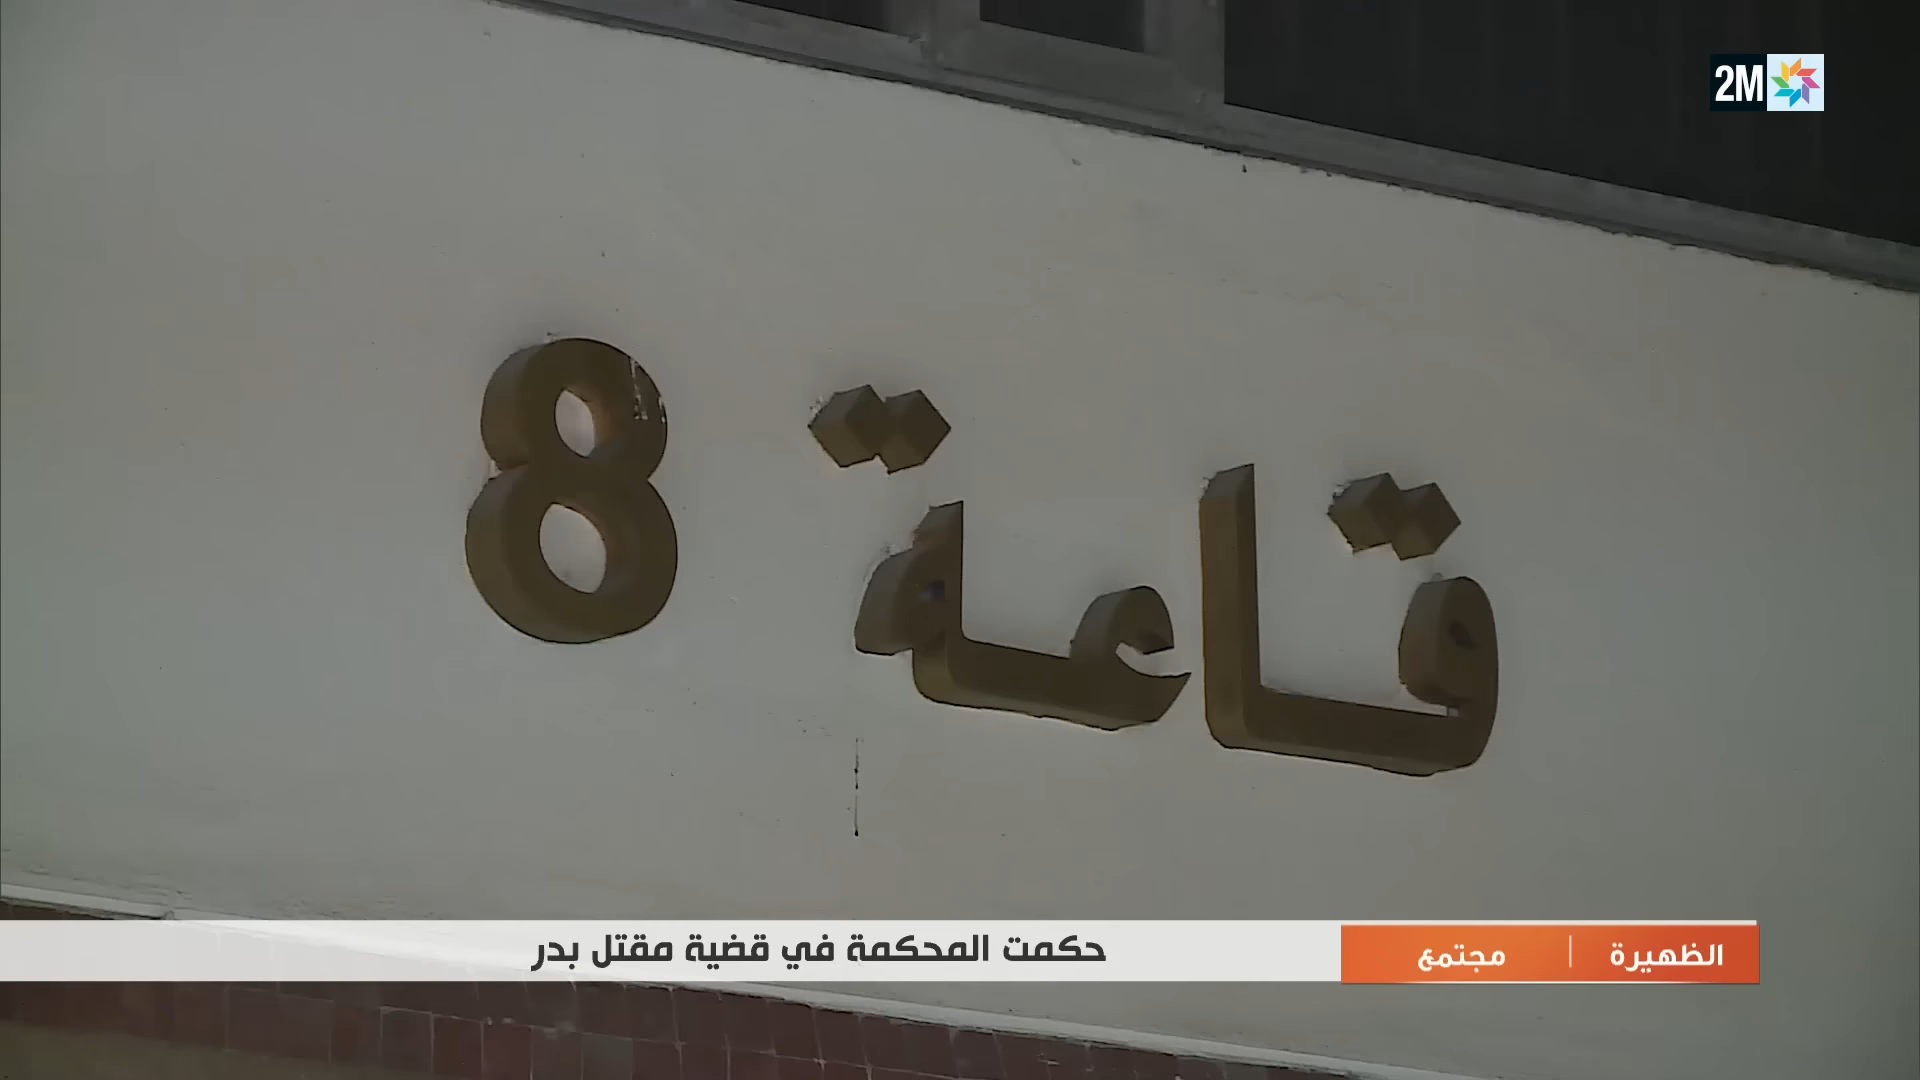 2M
قاعة 8
الظهيرة | مجتمع
حكمت المحكمة في قضية مقتل بدر